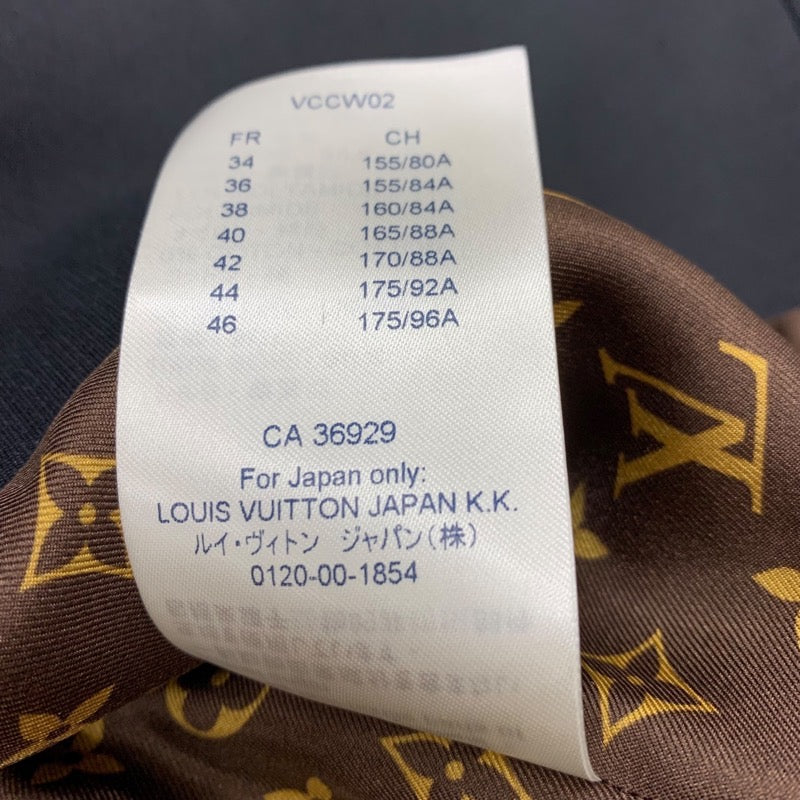 VCCW02
FR CH
34 155/80A
36 155/84A
38 160/84A
40 165/88A
42 170/88A
44 175/92A
46 175/96A
CA 36929
For Japan only:
LOUIS VUITTON JAPAN K.K.
ルイ・ヴィトン ジャパン(株)
0120-00-1854
LV